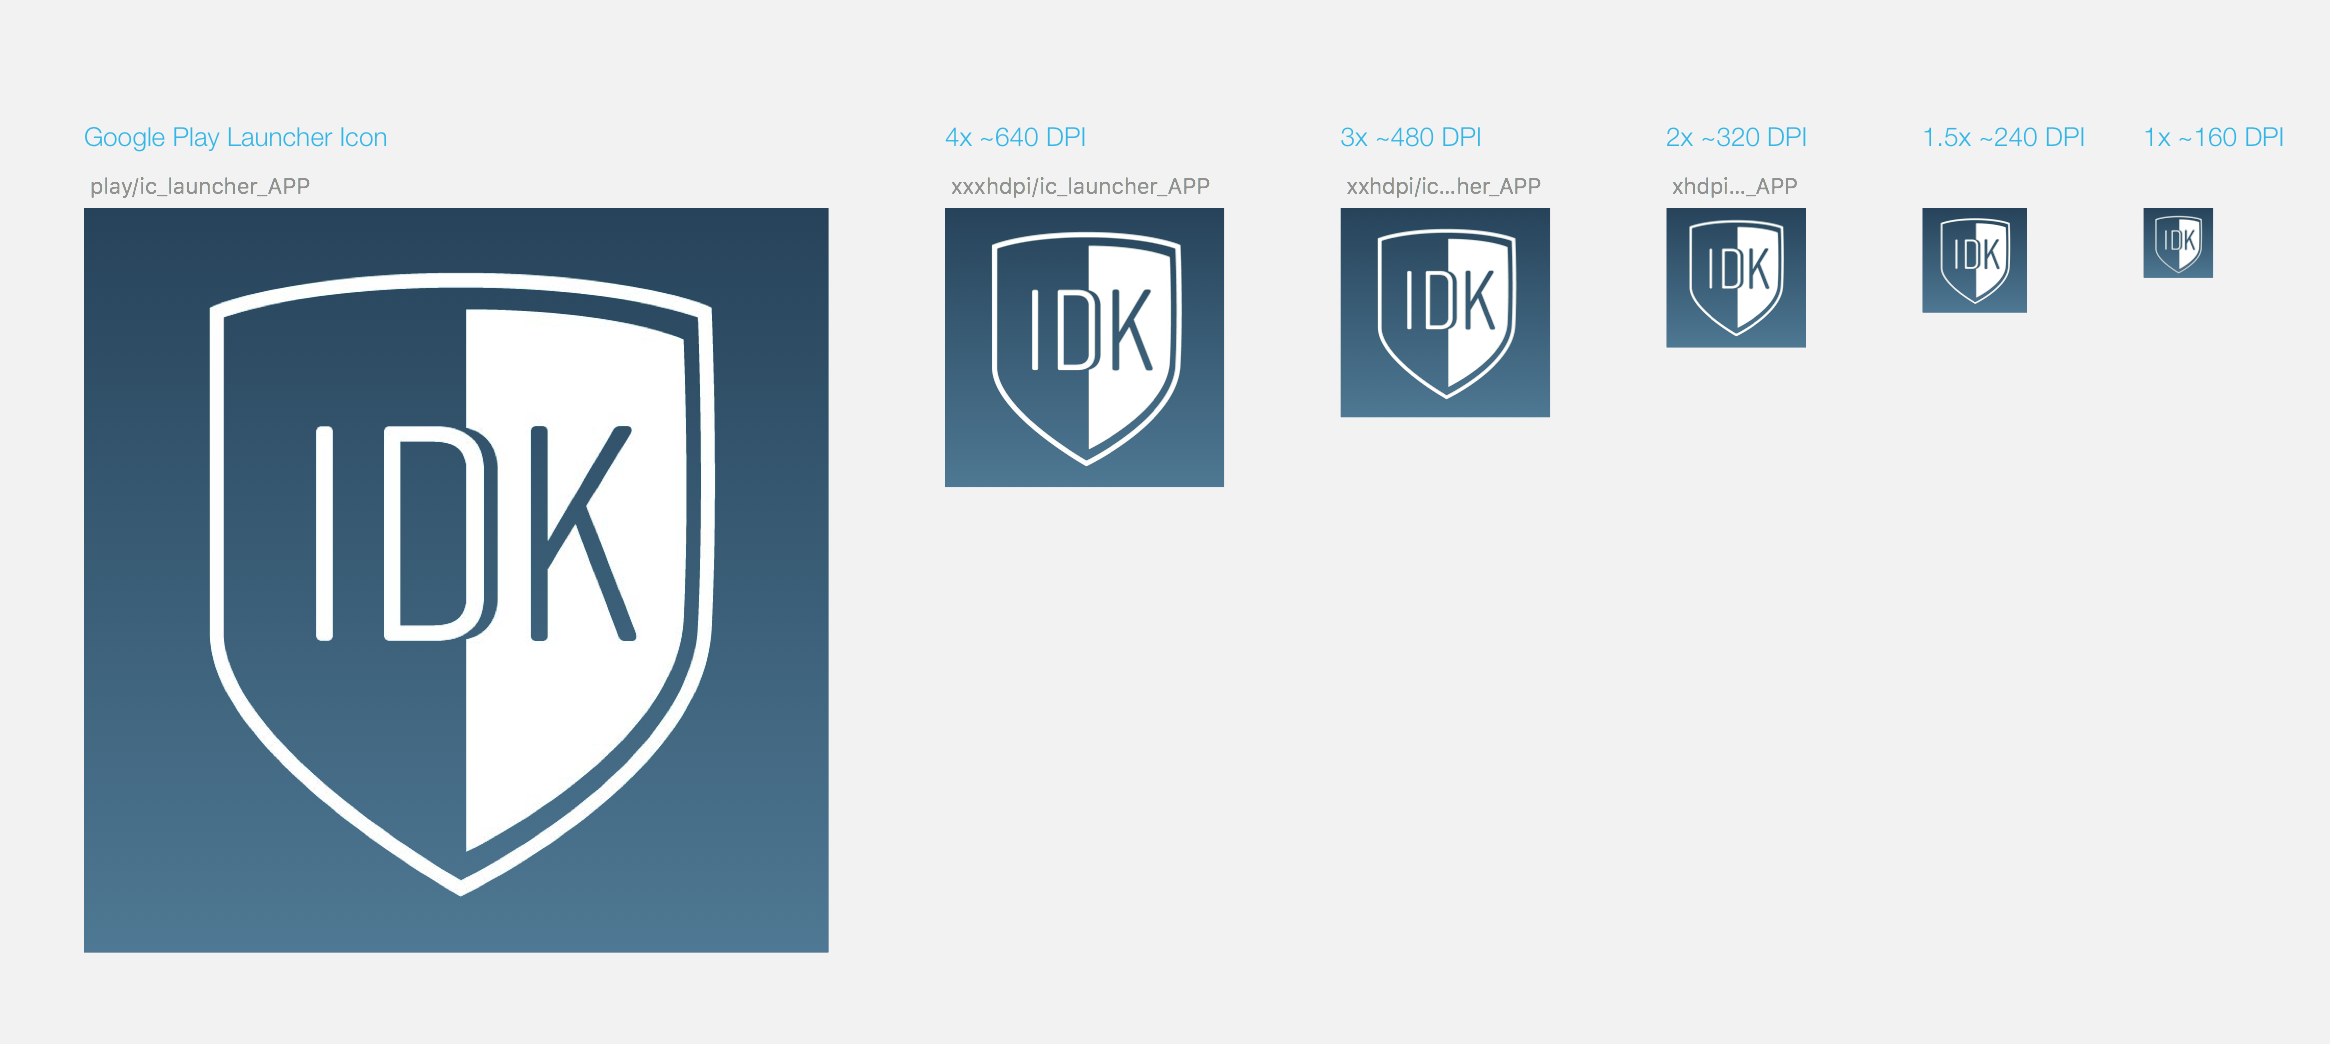 Google Play Launcher Icon
play/ic_launcher_APP
IDK
4x ~640 DPI
xxxhdpi/ic_launcher_APP
IDK
3x ~480 DPI
xxhdpi/ic...her_APP
IDK
2x ~320 DPI
xhdpi..._APP
IDK
1.5x ~240 DPI
IDK
1x ~160 DPI
IDK